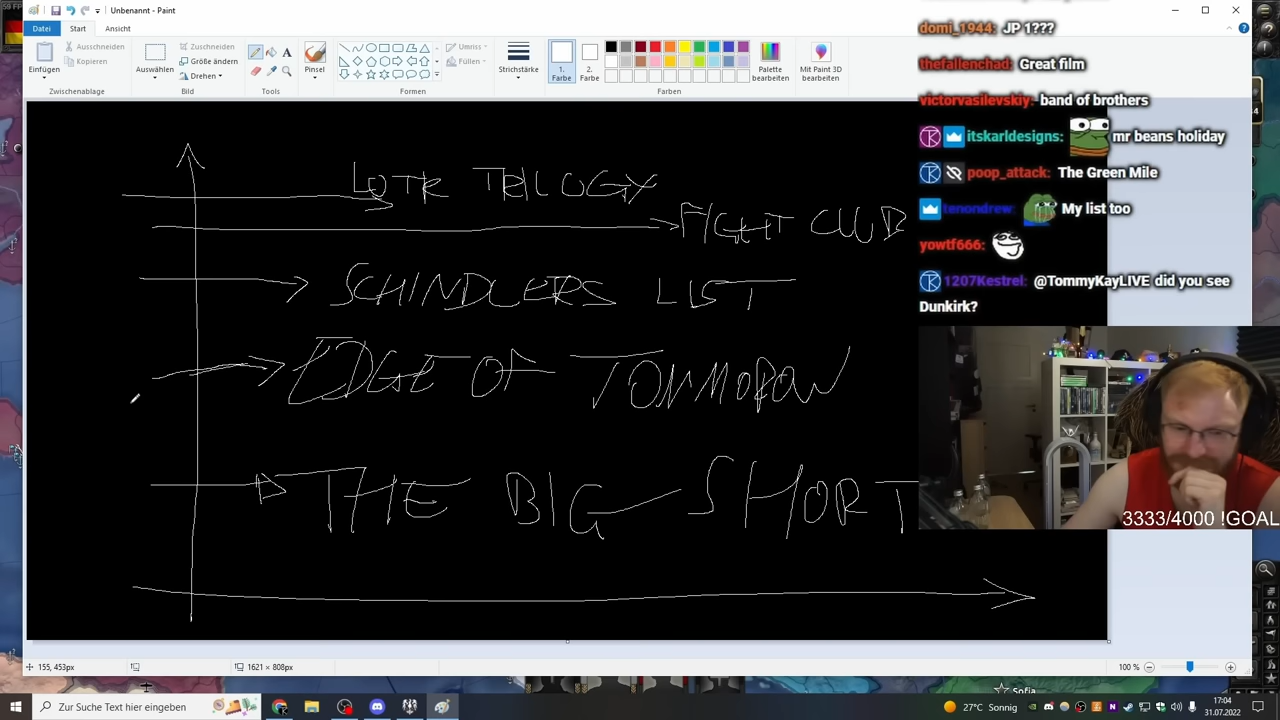 59 FP
Unbenannt - Paint
Datei Start Ansicht
Einfügen
Ausschneiden
Kopieren
Zwischenablage
Auswählen
Zuschneiden
Größe ändern
Drehen
Bild
Tools
Pinsel
Formen
Umriss
Füllen
Strichstärke
1. Farbe
2. Farbe
Palette bearbeiten
Mit Paint 3D bearbeiten
Farben
domi_1944: JP 1???
thefallenchad: Great film
victorvasilevskiy: band of brothers
itskarldesigns: mr beans holiday
poop_attack: The Green Mile
tenondrew: My list too
yowtf666:
1207Kestrel: @TommyKayLIVE did you see
Dunkirk?
LOTR TRILOGY
FIGHT CLUB
SCHINDLERS LIST
EDGE OF TOMMOROW
THE BIG SHORT
3333/4000 !GOAL
155, 453px
1621 × 808px
100 %
Sofia
Zur Suche Text hier eingeben
27°C Sonnig
17:04
31.07.2022